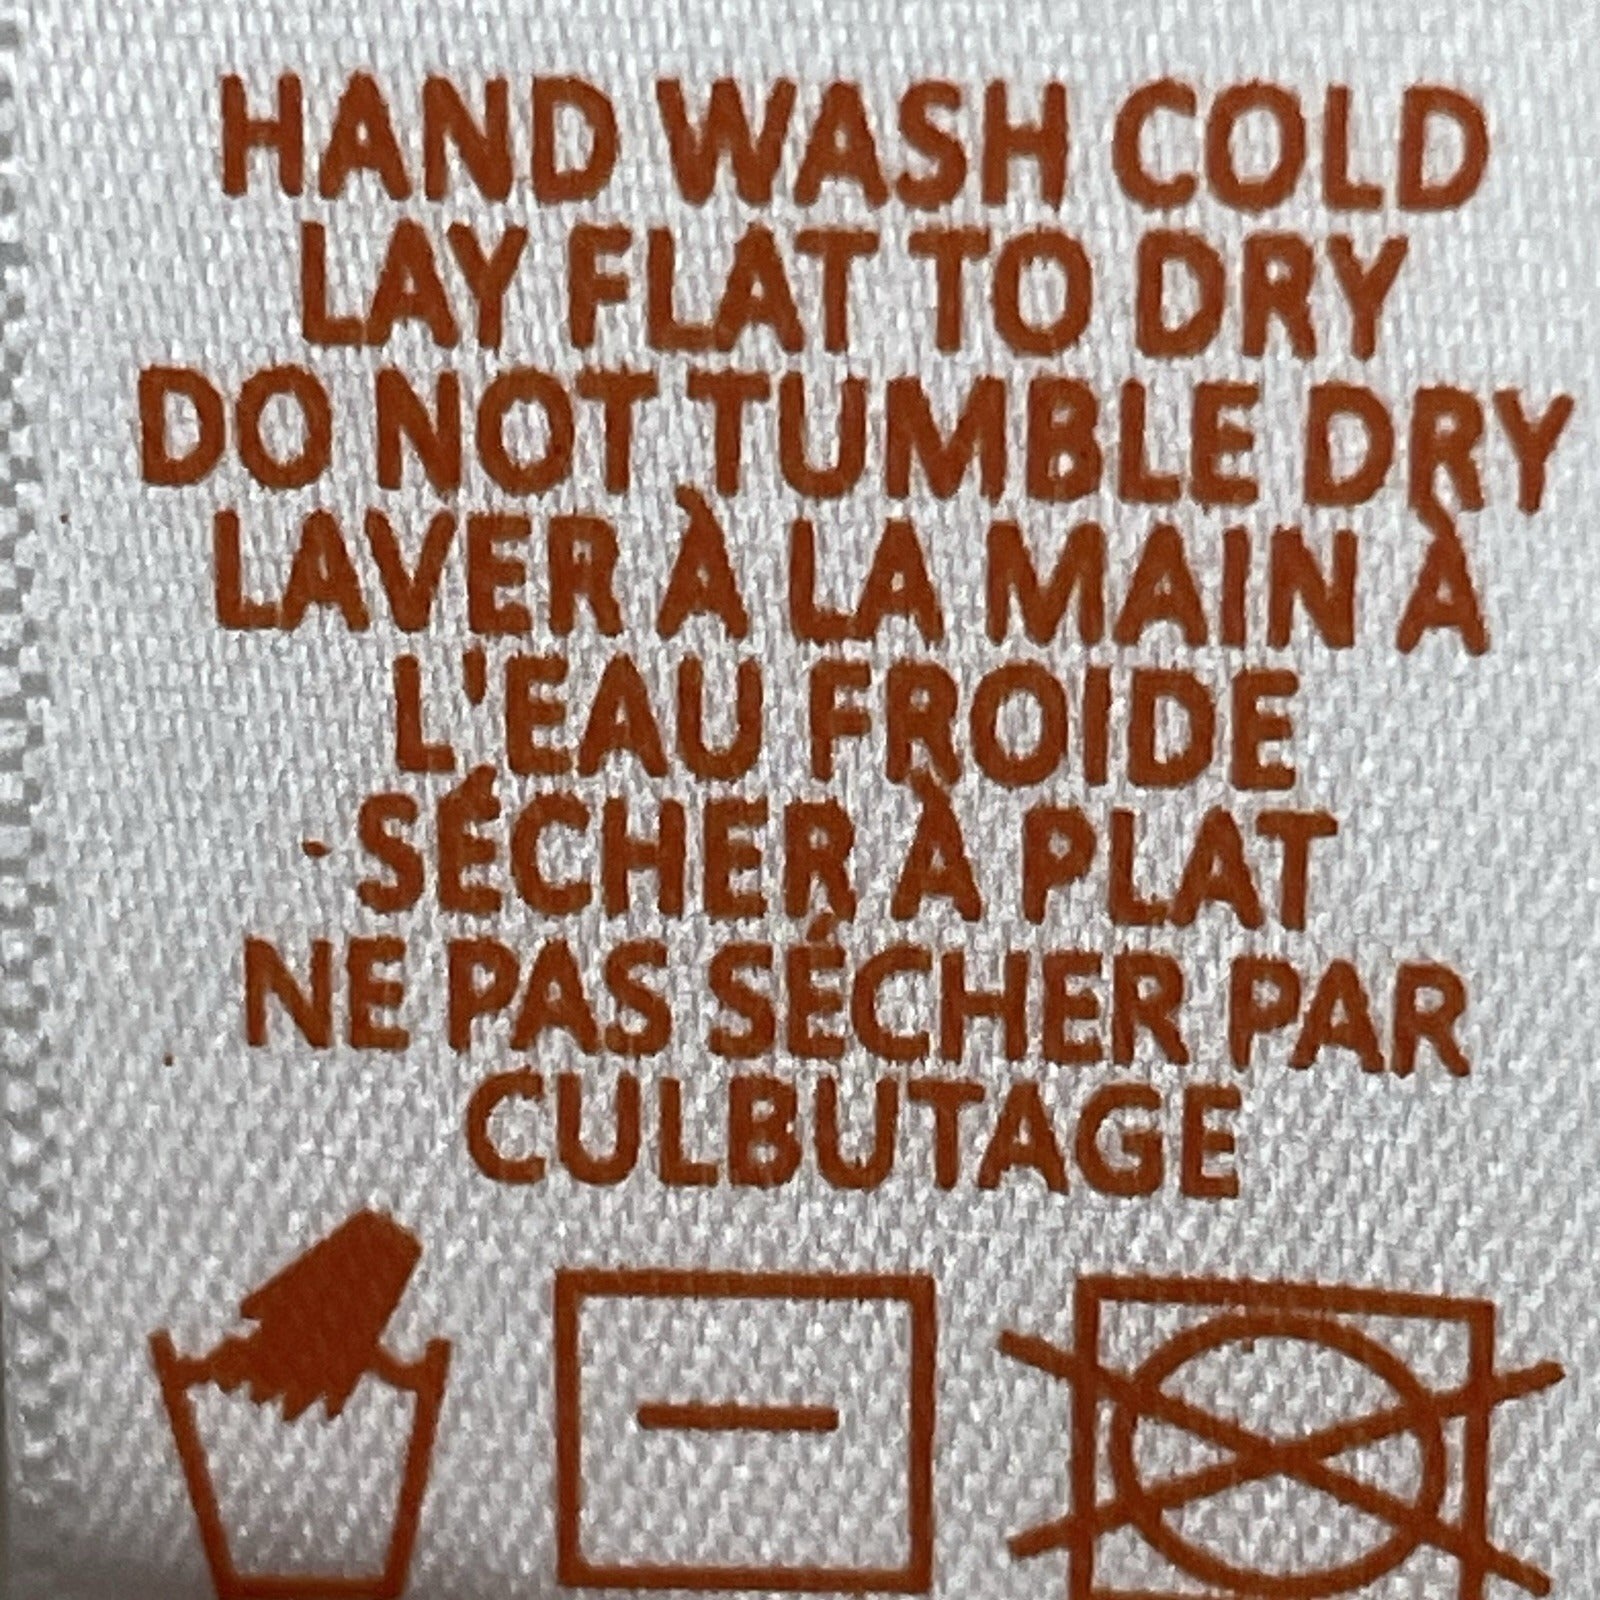 HAND WASH COLD
LAY FLAT TO DRY
DO NOT TUMBLE DRY
LAVER À LA MAIN À
L'EAU FROIDE
SÉCHER À PLAT
NE PAS SÉCHER PAR
CULBUTAGE